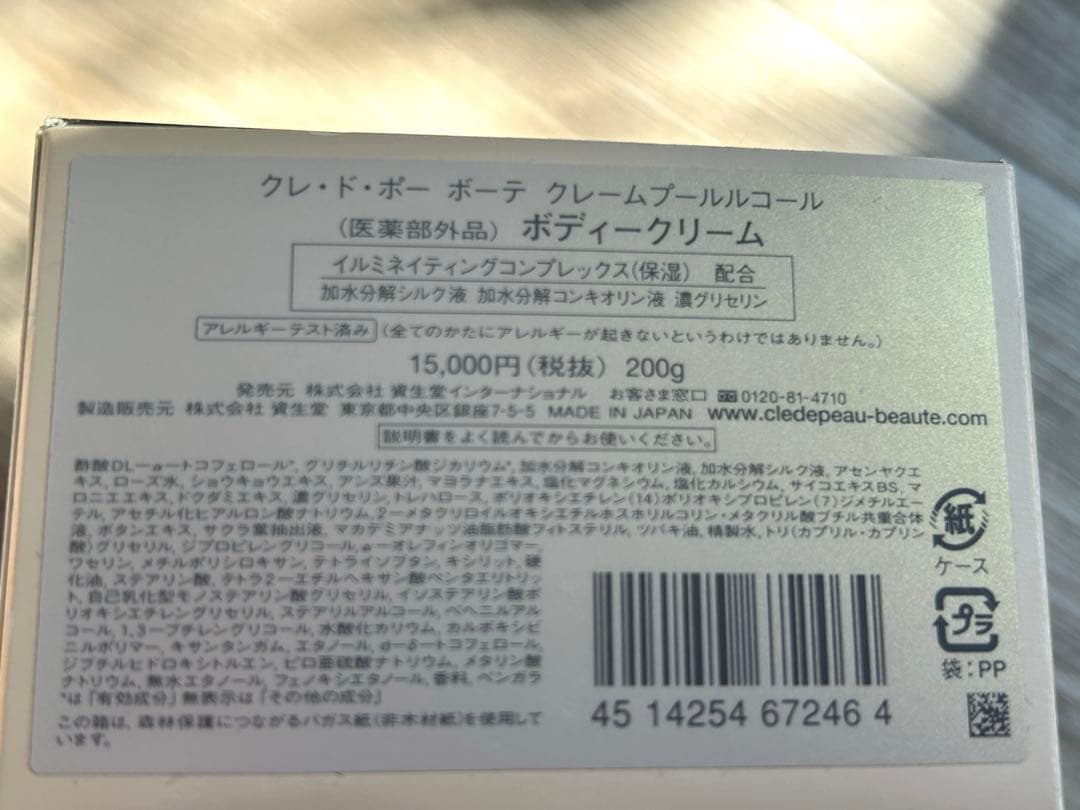 クレ・ド・ポー ボーテ クレームプールルコール
(医薬部外品) ボディークリーム
イルミネイティングコンプレックス(保湿) 配合
加水分解シルク液 加水分解コンキオリン液 濃グリセリン
アレルギーテスト済み (全てのかたにアレルギーが起きないというわけではありません。)
15,000円(税抜) 200g
発売元 株式会社 資生堂インターナショナル お客さま窓口 0120-81-4710
製造販売元 株式会社 資生堂 東京都中央区銀座7-5-5 MADE IN JAPAN www.cledepeau-beaute.com
説明書をよく読んでからお使いください。
酢酸DL-α-トコフェロール*, グリチルリチン酸ジカリウム*, 加水分解コンキオリン液, 加水分解シルク液, アセンヤクエ
キス, ローズ水, ショウキョウエキス, アンズ果汁, マヨラナエキス, 塩化マグネシウム, 塩化カルシウム, サイコエキスBS, マ
ロニエエキス, ドクダミエキス, 濃グリセリン, トレハロース, ポリオキシエチレン(14)ポリオキシプロピレン(7)ジメチルエー
テル, アセチル化ヒアルロン酸ナトリウム, 2-メタクリロイルオキシエチルホスホリルコリン・メタクリル酸ブチル共重合体
液, ボタンエキス, サクラ葉抽出液, マカデミアナッツ油脂肪酸フィトステリル, ツバキ油, 精製水, トリ(カプリル・カプリン
酸)グリセリル, ジプロピレングリコール, α-オレフィンオリゴマー,
ワセリン, メチルポリシロキサン, テトライソブタン, キシリット, 硬
化油, ステアリン酸, テトラ2-エチルヘキサン酸ペンタエリトリッ
ト, 自己乳化型モノステアリン酸グリセリル, イソステアリン酸ポ
リオキシエチレングリセリル, ステアリルアルコール, ベヘニルアル
コール, 1,3-ブチレングリコール, 水酸化カリウム, カルボキシビ
ニルポリマー, キサンタンガム, エタノール, d-δ-トコフェロール,
ジブチルヒドロキシトルエン, ピロ亜硫酸ナトリウム, メタリン酸
ナトリウム, 無水エタノール, フェノキシエタノール, 香料, ベンガラ
*は「有効成分」無表示は「その他の成分」
この箱は、森林保護につながるバガス紙(非木材紙)を使用して
います。
紙
ケース
プラ
袋:PP
45 14254 67246 4